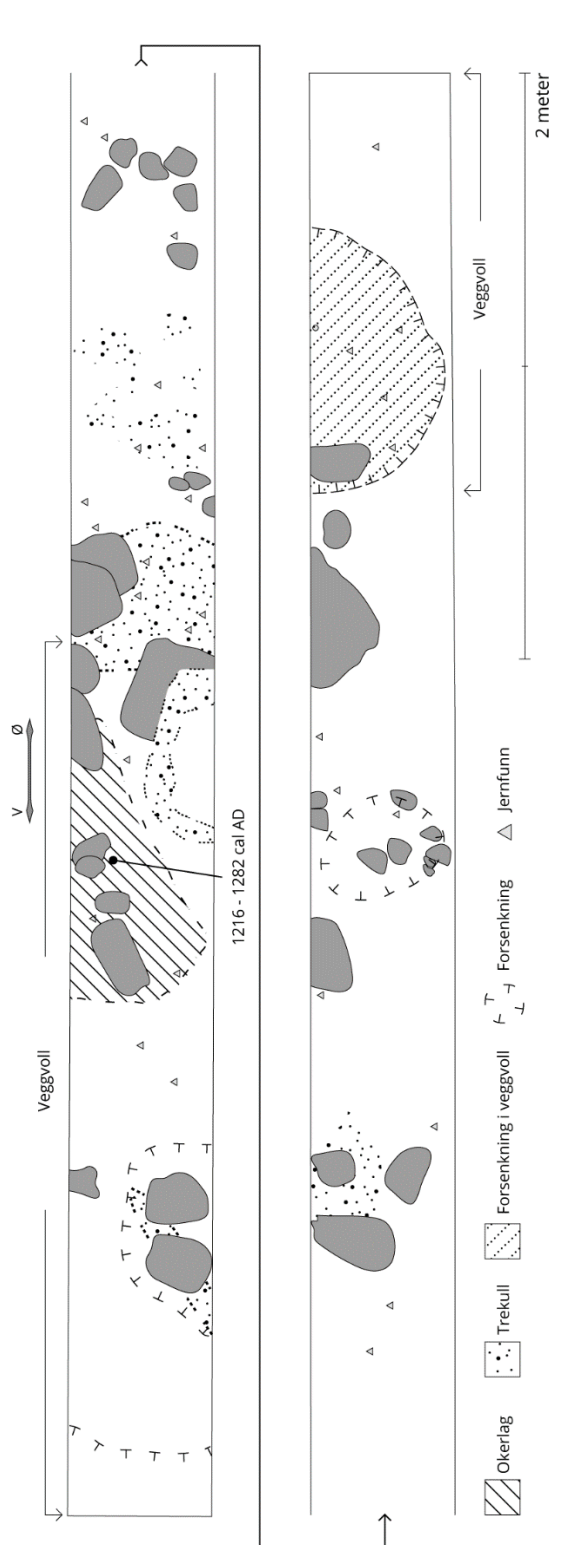 Veggvoll
V Ø
1216 - 1282 cal AD
Veggvoll
2 meter
Okerlag
Trekull
Forsenkning i veggvoll
Forsenkning
Jernfunn